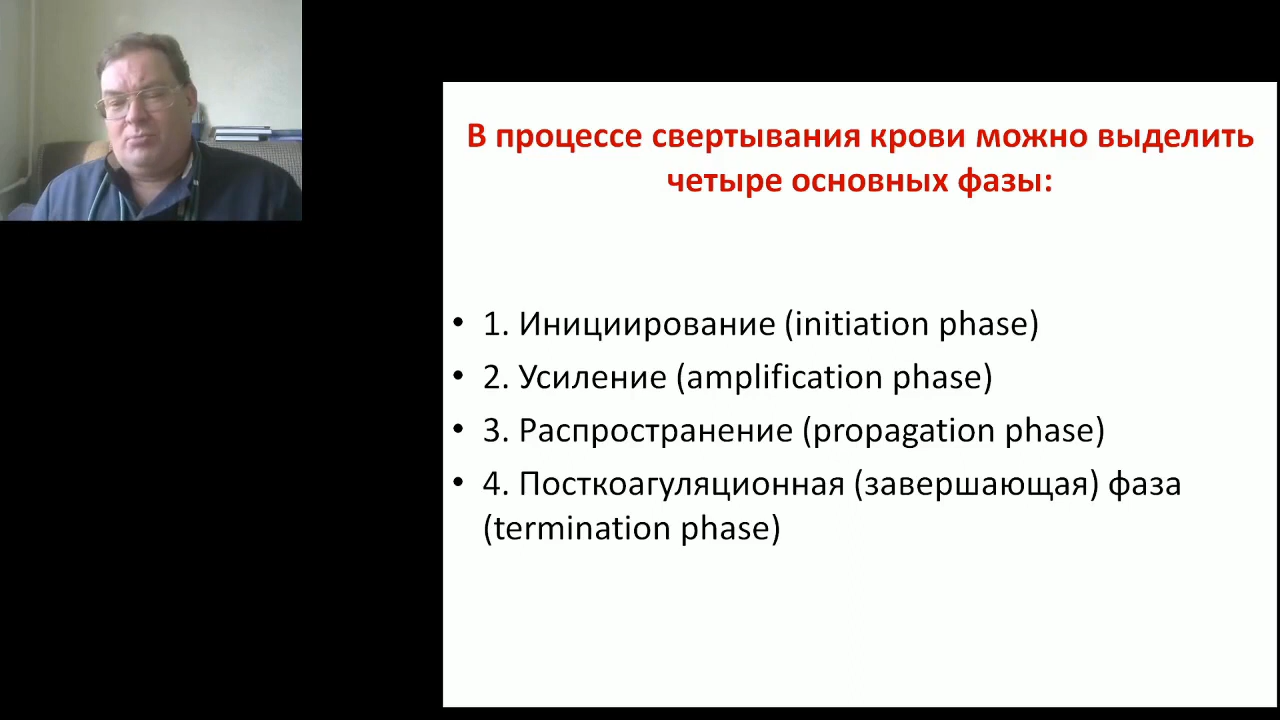 В процессе свертывания крови можно выделить
четыре основных фазы:
• 1. Инициирование (initiation phase)
• 2. Усиление (amplification phase)
• 3. Распространение (propagation phase)
• 4. Посткоагуляционная (завершающая) фаза
(termination phase)